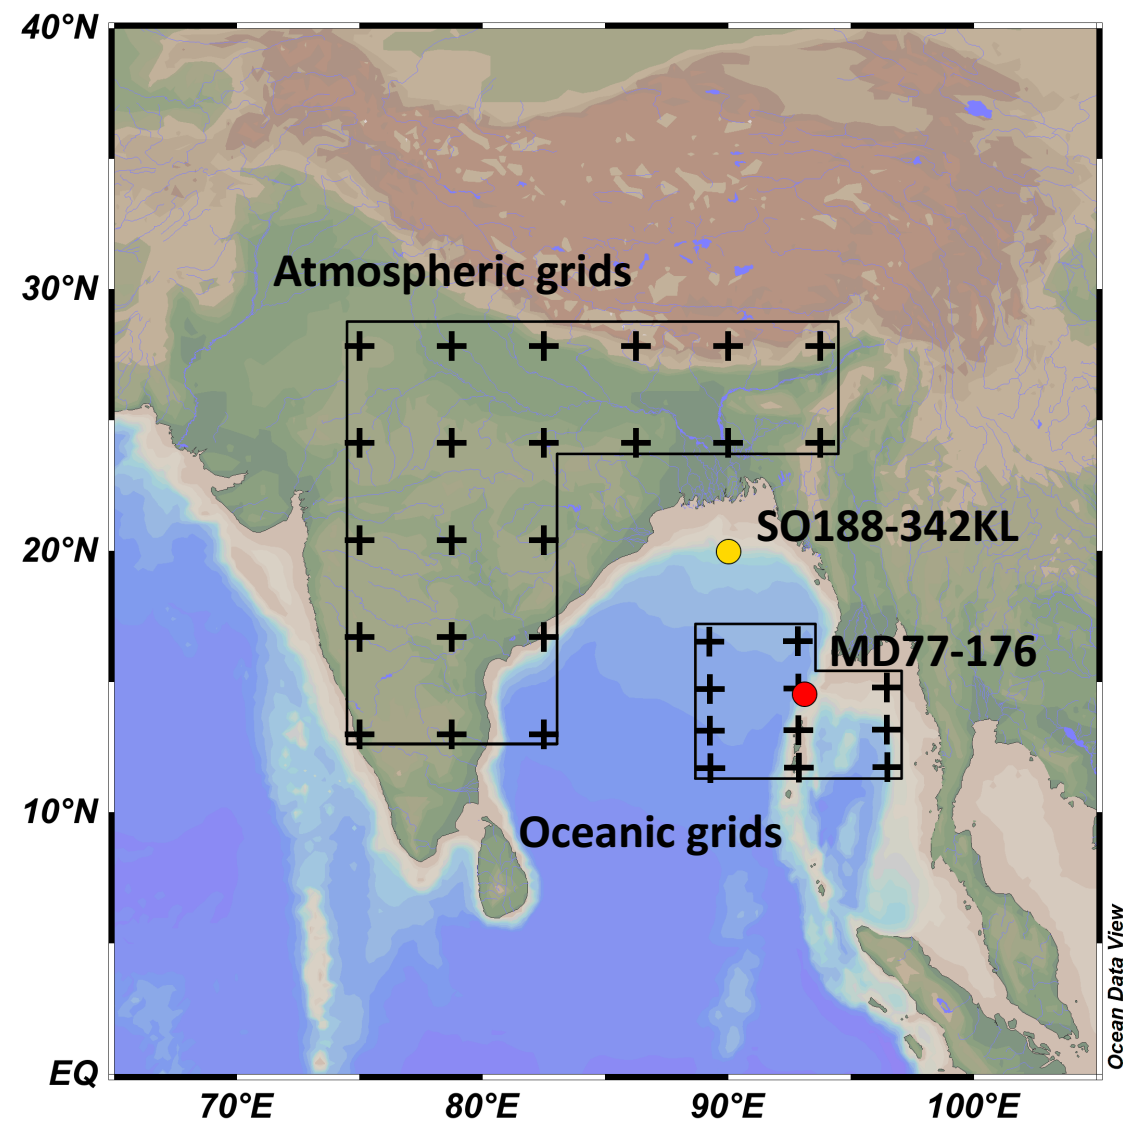 40°N
Atmospheric grids
30°N
SO188-342KL
20°N
MD77-176
10°N
Oceanic grids
Ocean Data View
EQ
70°E
80°E
90°E
100°E